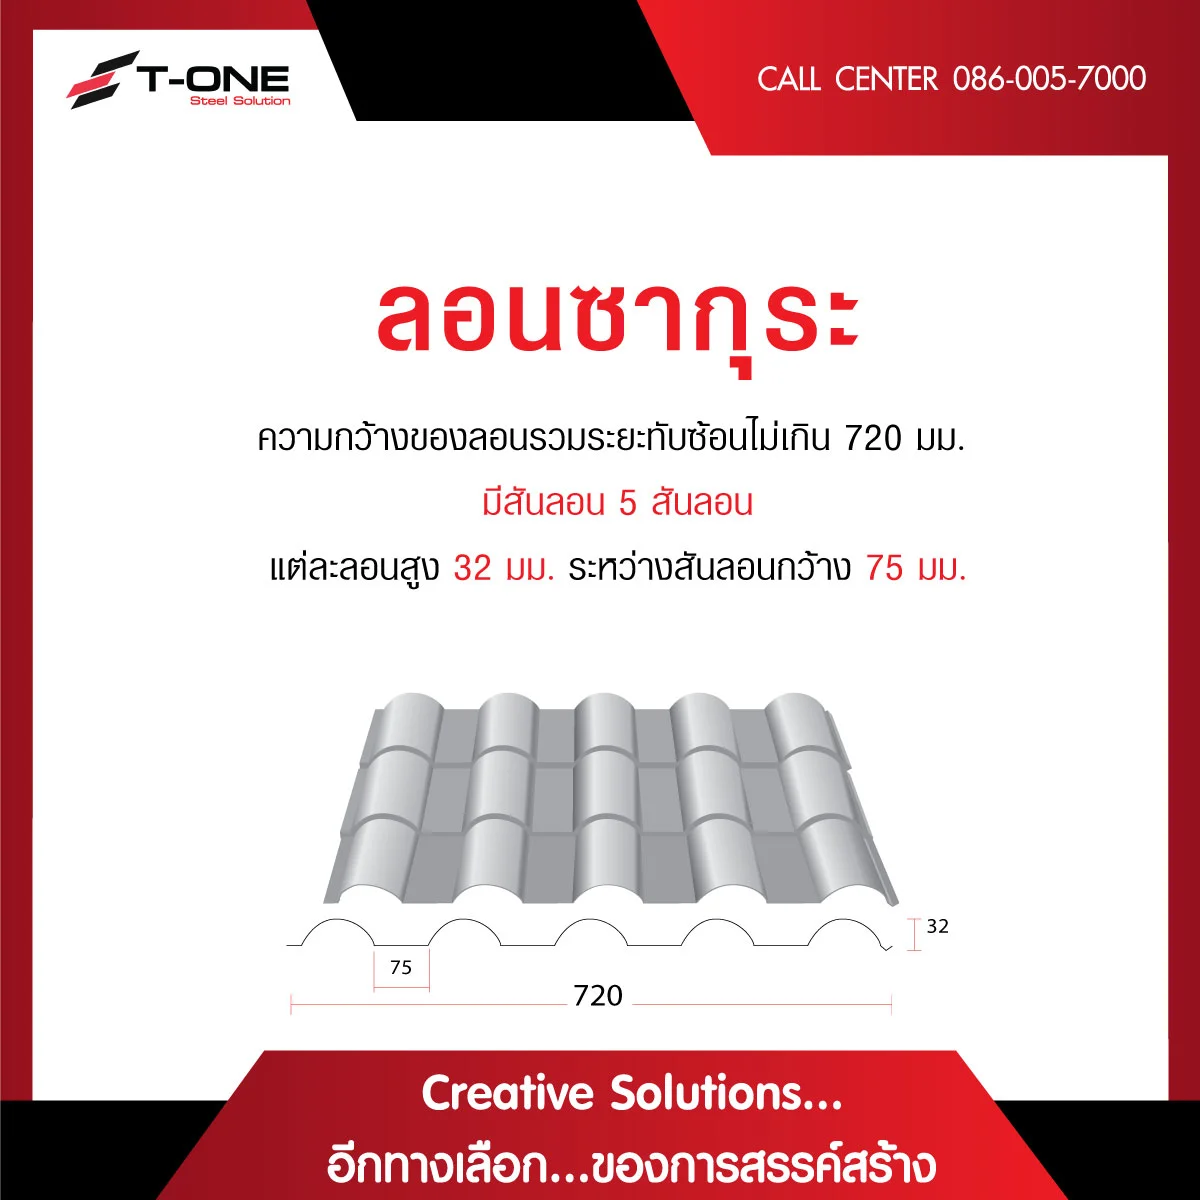 T-ONE
Steel Solution
CALL CENTER 086-005-7000
ลอนซากุระ
ความกว้างของลอนรวมระยะทับซ้อนไม่เกิน 720 มม.
มีสันลอน 5 สันลอน
แต่ละลอนสูง 32 มม. ระหว่างสันลอนกว้าง 75 มม.
32
75
720
Creative Solutions...
อีกทางเลือก...ของการสรรค์สร้าง